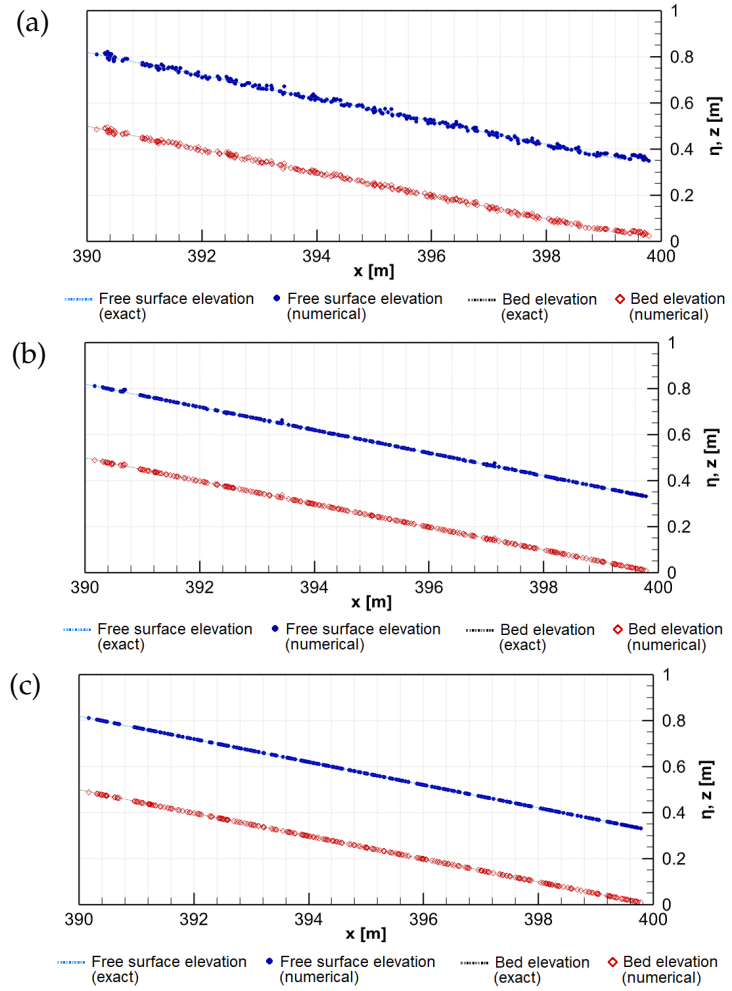 (a)
1
0.8
0.6
0.4
0.2
0
η, z [m]
390 392 394 396 398 400
x [m]
Free surface elevation Free surface elevation Bed elevation Bed elevation
(exact) (numerical) (exact) (numerical)
(b)
1
0.8
0.6
0.4
0.2
0
η, z [m]
390 392 394 396 398 400
x [m]
Free surface elevation Free surface elevation Bed elevation Bed elevation
(exact) (numerical) (exact) (numerical)
(c)
1
0.8
0.6
0.4
0.2
0
η, z [m]
390 392 394 396 398 400
x [m]
Free surface elevation Free surface elevation Bed elevation Bed elevation
(exact) (numerical) (exact) (numerical)